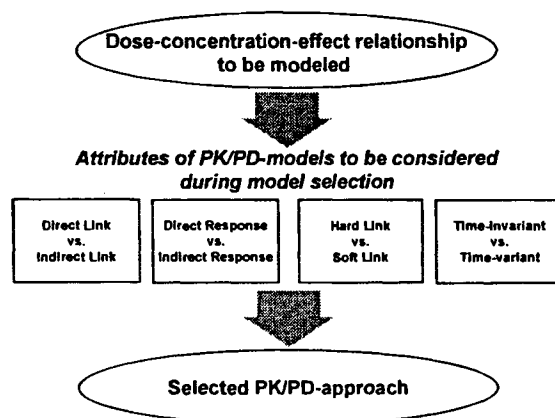 Dose-concentration-effect relationship
to be modeled
Attributes of PK/PD-models to be considered
during model selection
Direct Link
vs.
Indirect Link
Direct Response
vs.
Indirect Response
Hard Link
vs.
Soft Link
Time-Invariant
vs.
Time-variant
Selected PK/PD-approach